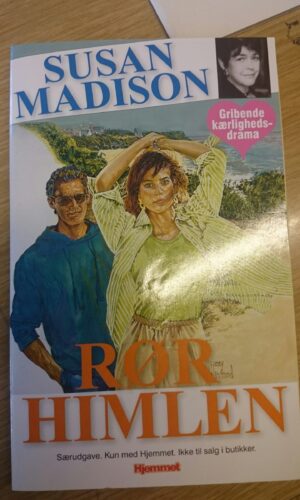 SUSAN
MADISON
Gribende
kærligheds-
drama
RØR
HIMLEN
Særudgave. Kun med Hjemmet. Ikke til salg i butikker.
Hjemmet